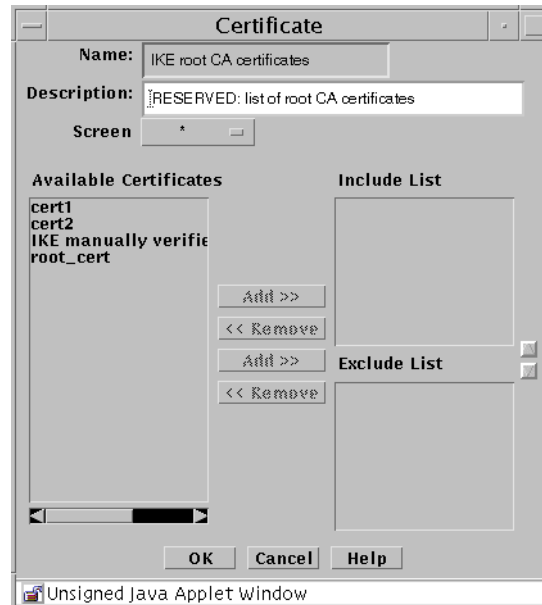 Certificate
Name: IKE root CA certificates
Description: RESERVED: list of root CA certificates
Screen *
Available Certificates
cert1
cert2
IKE manually verifie
root_cert
Add >>
<< Remove
Add >>
<< Remove
Include List
Exclude List
OK Cancel Help
Unsigned Java Applet Window